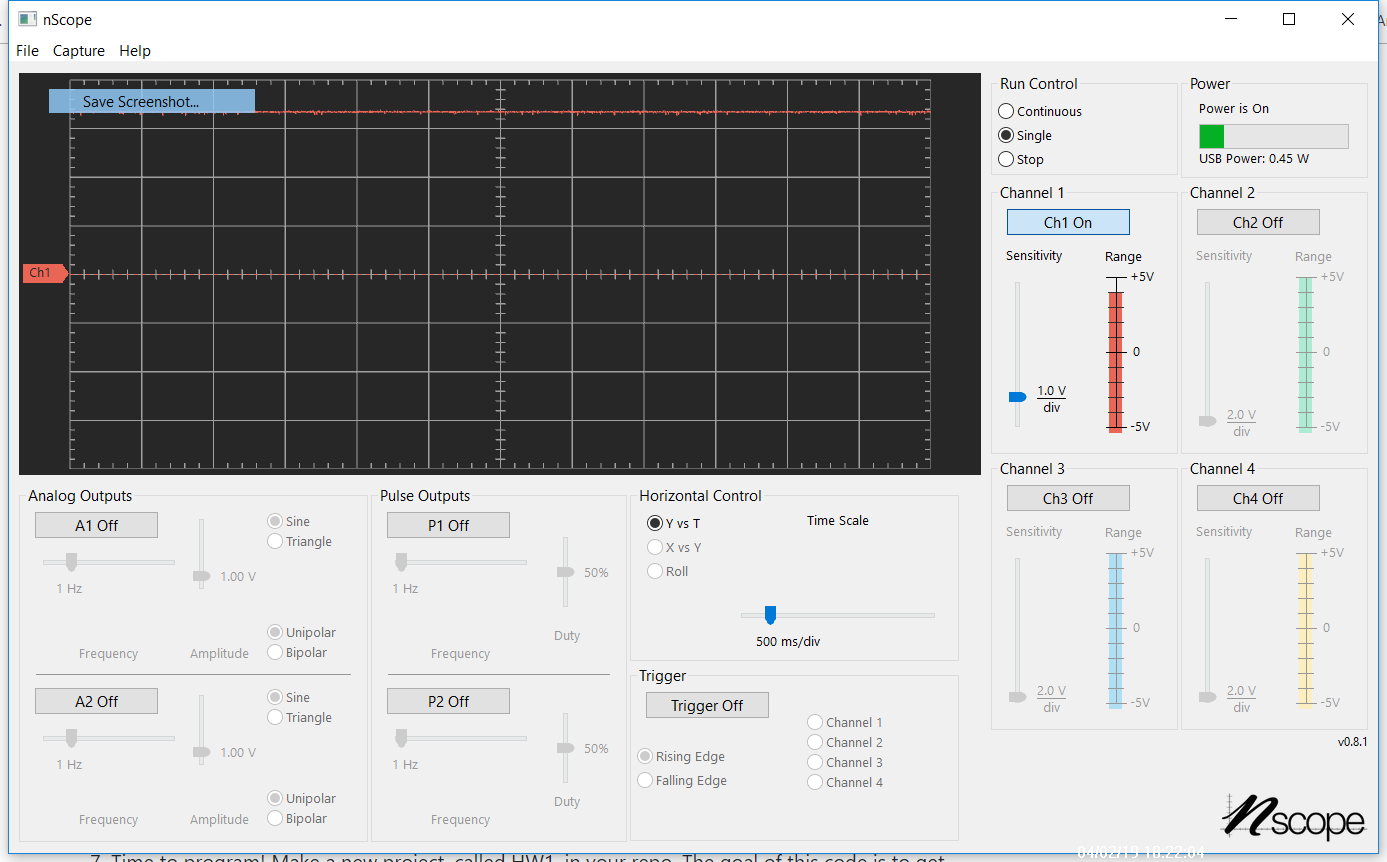 nScope
File Capture Help
Save Screenshot...
Ch1
Run Control
Continuous
Single
Stop
Power
Power is On
USB Power: 0.45 W
Channel 1
Ch1 On
Sensitivity
Range
+5V
0
-5V
1.0 V
div
Channel 2
Ch2 Off
Sensitivity
Range
+5V
0
-5V
2.0 V
div
Channel 3
Ch3 Off
Sensitivity
Range
+5V
0
-5V
2.0 V
div
Channel 4
Ch4 Off
Sensitivity
Range
+5V
0
-5V
2.0 V
div
Analog Outputs
A1 Off
Sine
Triangle
1 Hz
1.00 V
Unipolar
Bipolar
Frequency
Amplitude
A2 Off
Sine
Triangle
1 Hz
1.00 V
Unipolar
Bipolar
Frequency
Amplitude
Pulse Outputs
P1 Off
1 Hz
50%
Frequency
Duty
P2 Off
1 Hz
50%
Frequency
Duty
Horizontal Control
Y vs T
X vs Y
Roll
Time Scale
500 ms/div
Trigger
Trigger Off
Rising Edge
Falling Edge
Channel 1
Channel 2
Channel 3
Channel 4
v0.8.1
nscope
7. Time to program! Make a new project, called HW1, in your repo. The goal of this code is to get
04/02/19 18:22:04